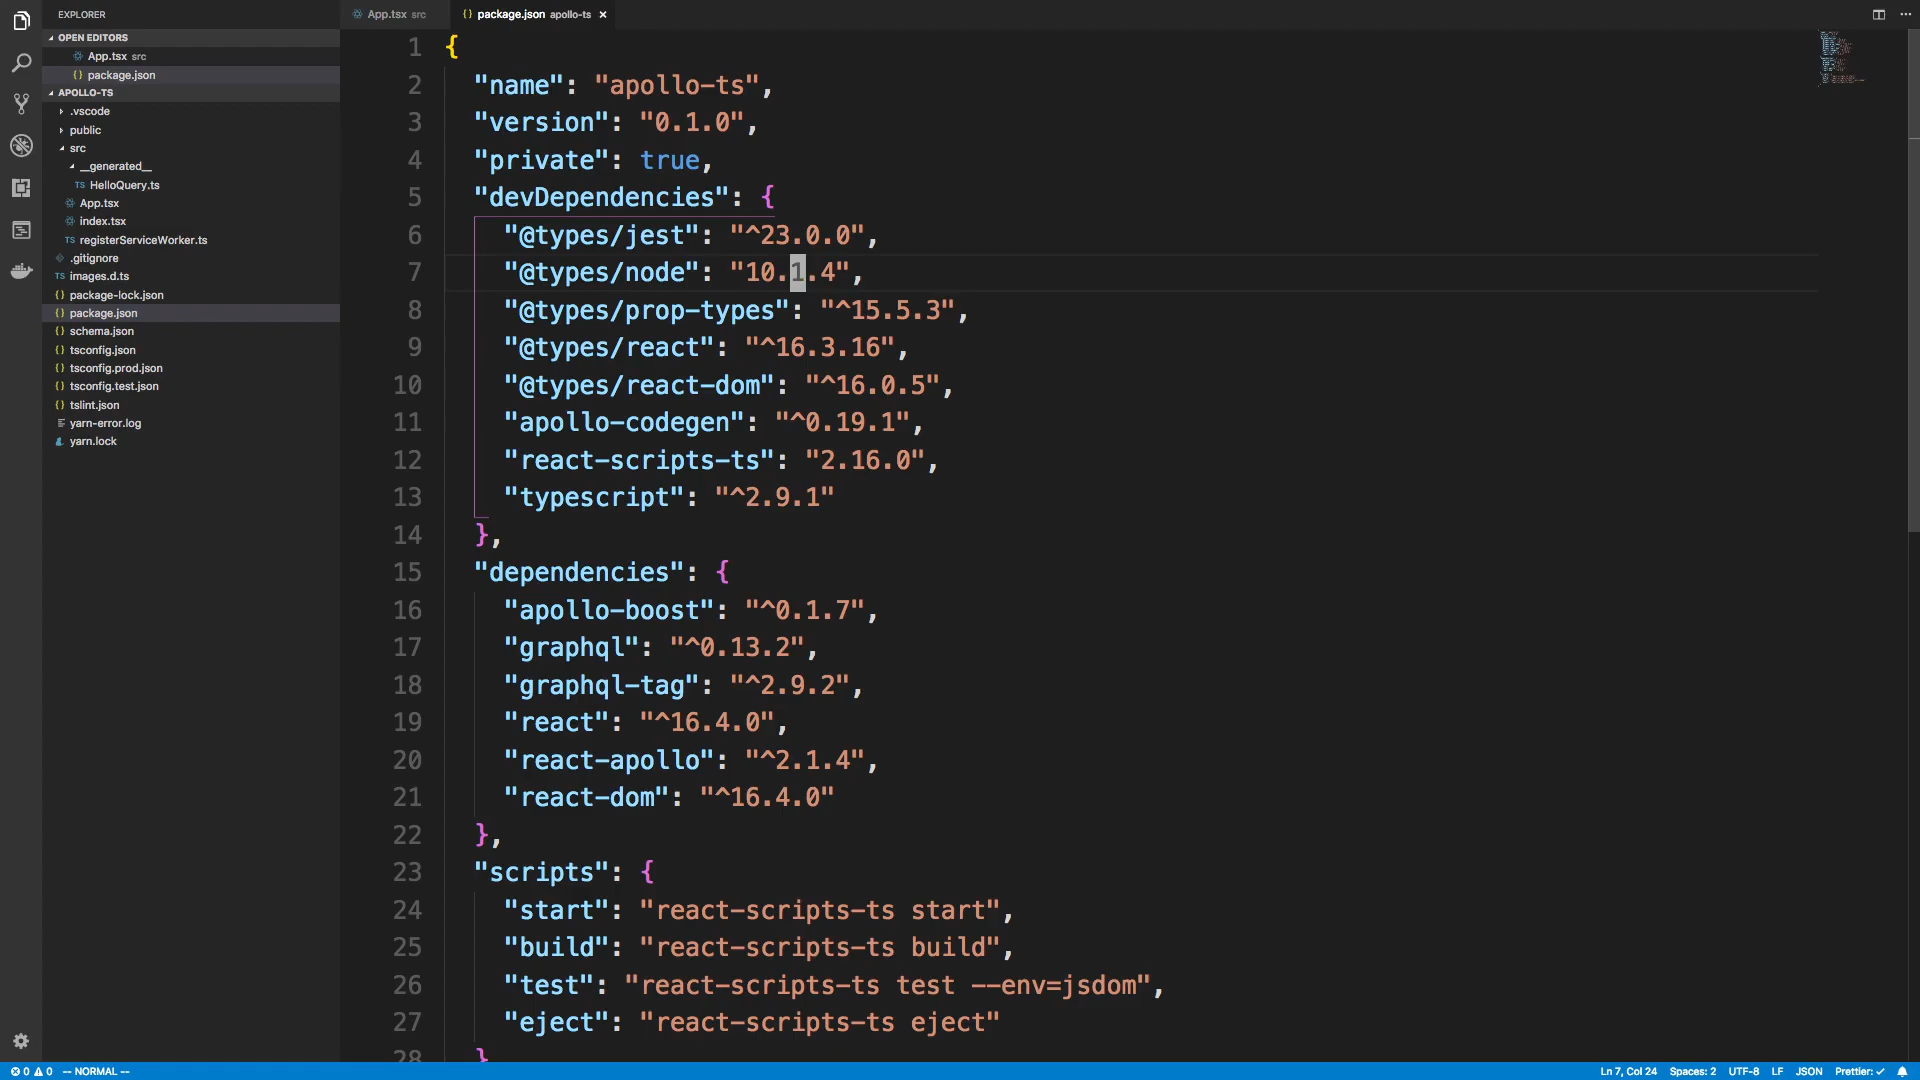 EXPLORER
OPEN EDITORS
App.tsx src
{} package.json
APOLLO-TS
.vscode
public
src
__generated__
TS HelloQuery.ts
App.tsx
index.tsx
TS registerServiceWorker.ts
.gitignore
TS images.d.ts
{} package-lock.json
{} package.json
{} schema.json
{} tsconfig.json
{} tsconfig.prod.json
{} tsconfig.test.json
{} tslint.json
yarn-error.log
yarn.lock
App.tsx src
{} package.json apollo-ts ×
1 {
2 "name": "apollo-ts",
3 "version": "0.1.0",
4 "private": true,
5 "devDependencies": {
6 "@types/jest": "^23.0.0",
7 "@types/node": "10.1.4",
8 "@types/prop-types": "^15.5.3",
9 "@types/react": "^16.3.16",
10 "@types/react-dom": "^16.0.5",
11 "apollo-codegen": "^0.19.1",
12 "react-scripts-ts": "2.16.0",
13 "typescript": "^2.9.1"
14 },
15 "dependencies": {
16 "apollo-boost": "^0.1.7",
17 "graphql": "^0.13.2",
18 "graphql-tag": "^2.9.2",
19 "react": "^16.4.0",
20 "react-apollo": "^2.1.4",
21 "react-dom": "^16.4.0"
22 },
23 "scripts": {
24 "start": "react-scripts-ts start",
25 "build": "react-scripts-ts build",
26 "test": "react-scripts-ts test --env=jsdom",
27 "eject": "react-scripts-ts eject"
28 }
0 0 -- NORMAL -- Ln 7, Col 24 Spaces: 2 UTF-8 LF JSON Prettier: ✓